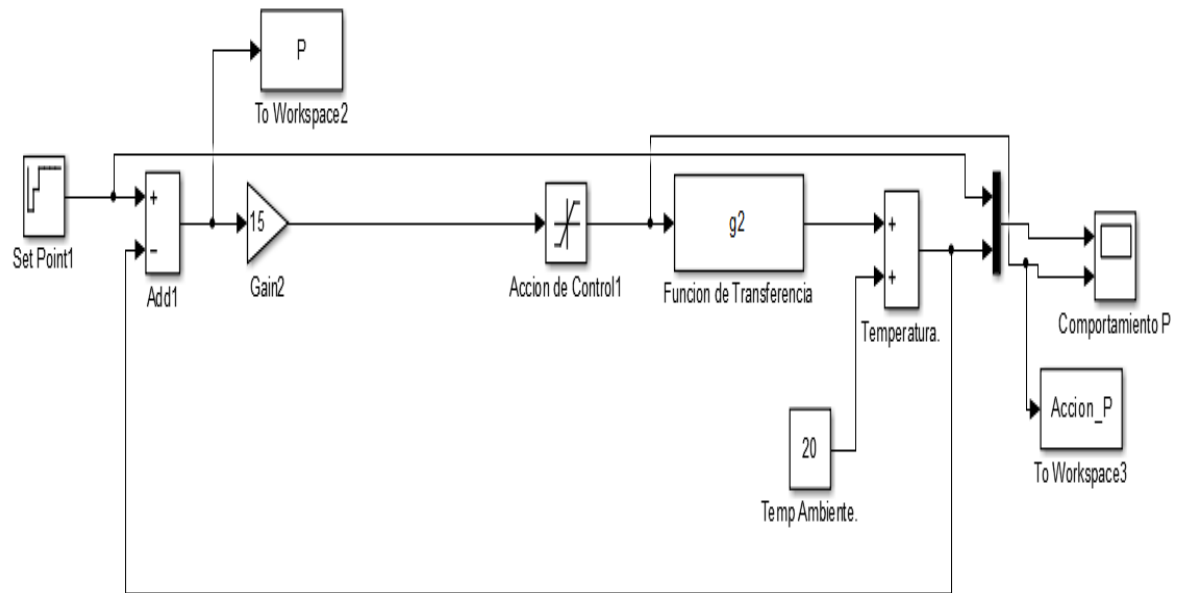 P
To Workspace2
Set Point1
+
−
Add1
15
Gain2
Accion de Control1
g2
Funcion de Transferencia
+
+
Temperatura.
Comportamiento P
Accion_P
To Workspace3
20
Temp Ambiente.